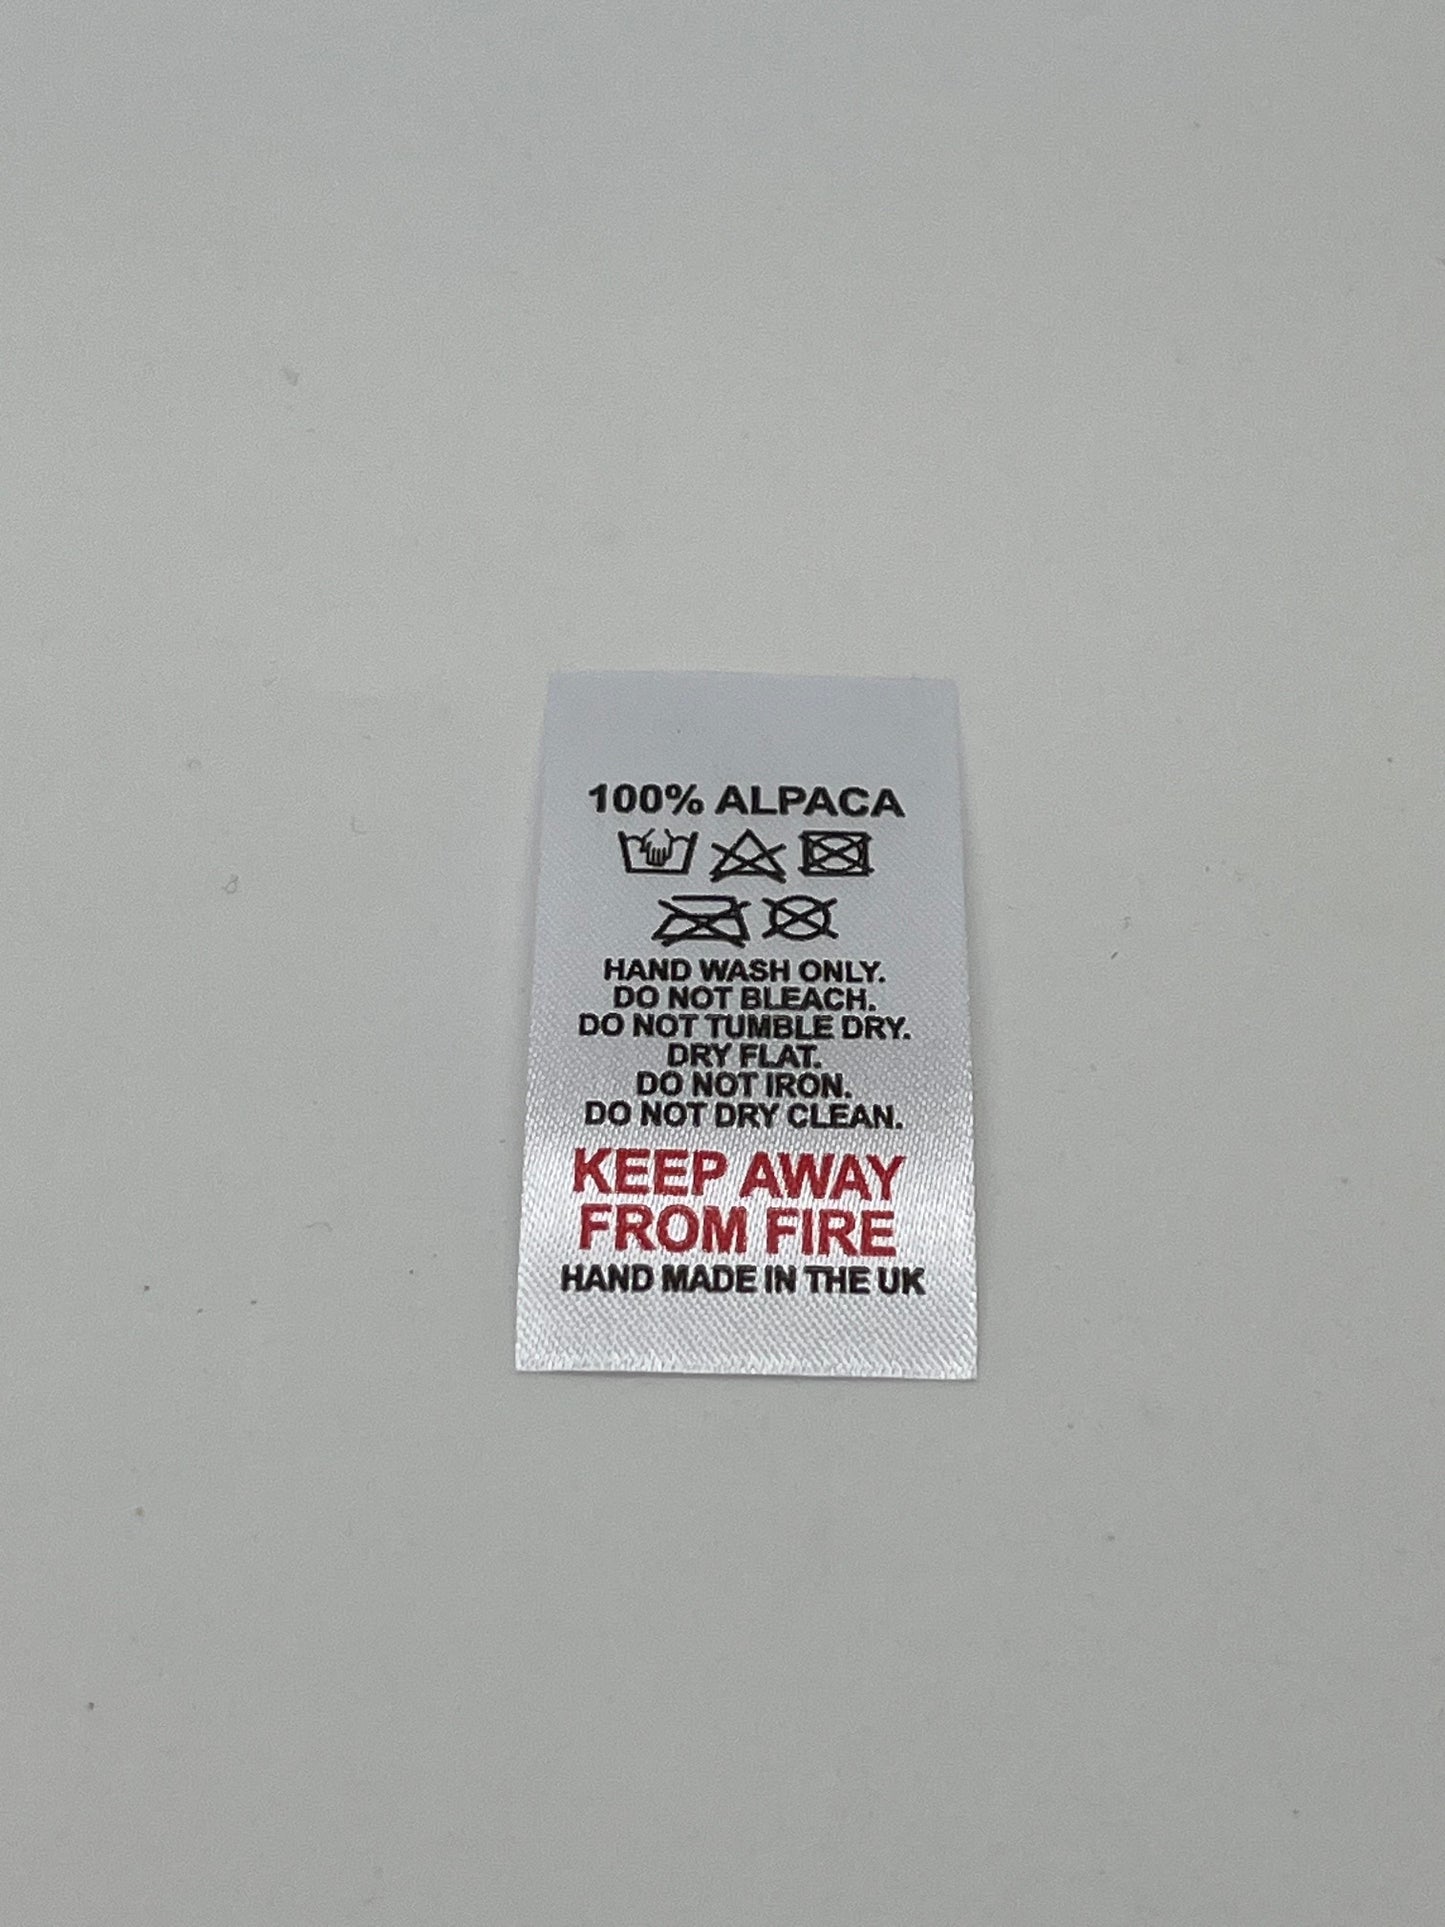 100% ALPACA
HAND WASH ONLY.
DO NOT BLEACH.
DO NOT TUMBLE DRY.
DRY FLAT.
DO NOT IRON.
DO NOT DRY CLEAN.
KEEP AWAY
FROM FIRE
HAND MADE IN THE UK